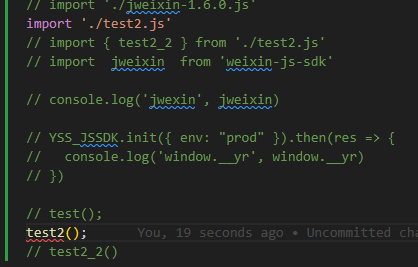 // import './jweixin-1.6.0.js'
import './test2.js'
// import { test2_2 } from './test2.js'
// import  jweixin  from 'weixin-js-sdk'
// console.log('jwexin', jweixin)
// YSS_JSSDK.init({ env: "prod" }).then(res => {
//   console.log('window.__yr', window.__yr)
// })
// test();
test2(); You, 19 seconds ago • Uncommitted cha
// test2_2()